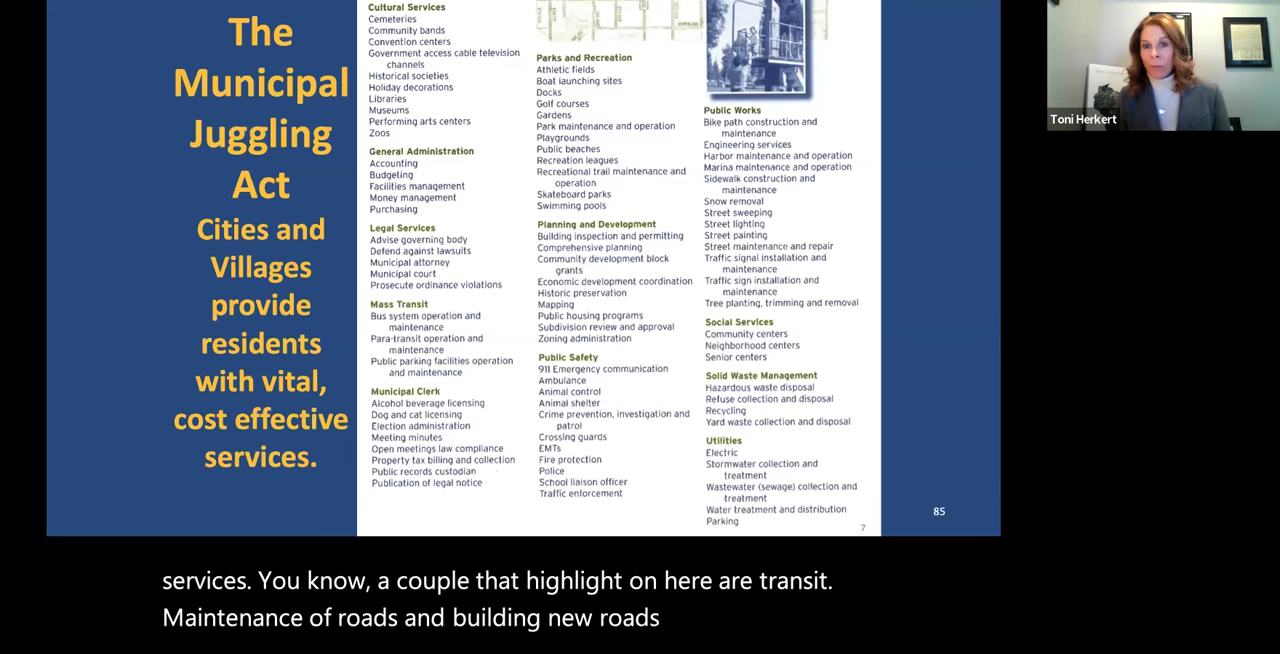 The
Municipal
Juggling
Act
Cities and
Villages
provide
residents
with vital,
cost effective
services.
Cultural Services
Cemeteries
Community bands
Convention centers
Government access cable television
channels
Historical societies
Holiday decorations
Libraries
Museums
Performing arts centers
Zoos
General Administration
Accounting
Budgeting
Facilities management
Money management
Purchasing
Legal Services
Advise governing body
Defend against lawsuits
Municipal attorney
Municipal court
Prosecute ordinance violations
Mass Transit
Bus system operation and
maintenance
Para-transit operation and
maintenance
Public parking facilities operation
and maintenance
Municipal Clerk
Alcohol beverage licensing
Dog and cat licensing
Election administration
Meeting minutes
Open meetings law compliance
Property tax billing and collection
Public records custodian
Publication of legal notice
Parks and Recreation
Athletic fields
Boat launching sites
Docks
Golf courses
Gardens
Park maintenance and operation
Playgrounds
Public beaches
Recreation leagues
Recreational trail maintenance and
operation
Skateboard parks
Swimming pools
Planning and Development
Building inspection and permitting
Comprehensive planning
Community development block
grants
Economic development coordination
Historic preservation
Mapping
Public housing programs
Subdivision review and approval
Zoning administration
Public Safety
911 Emergency communication
Ambulance
Animal control
Animal shelter
Crime prevention, investigation and
patrol
Crossing guards
EMTs
Fire protection
Police
School liaison officer
Traffic enforcement
Public Works
Bike path construction and
maintenance
Engineering services
Harbor maintenance and operation
Marina maintenance and operation
Sidewalk construction and
maintenance
Snow removal
Street sweeping
Street lighting
Street painting
Street maintenance and repair
Traffic signal installation and
maintenance
Traffic sign installation and
maintenance
Tree planting, trimming and removal
Social Services
Community centers
Neighborhood centers
Senior centers
Solid Waste Management
Hazardous waste disposal
Refuse collection and disposal
Recycling
Yard waste collection and disposal
Utilities
Electric
Stormwater collection and
treatment
Wastewater (sewage) collection and
treatment
Water treatment and distribution
Parking
7
85
Toni Herkert
services. You know, a couple that highlight on here are transit.
Maintenance of roads and building new roads